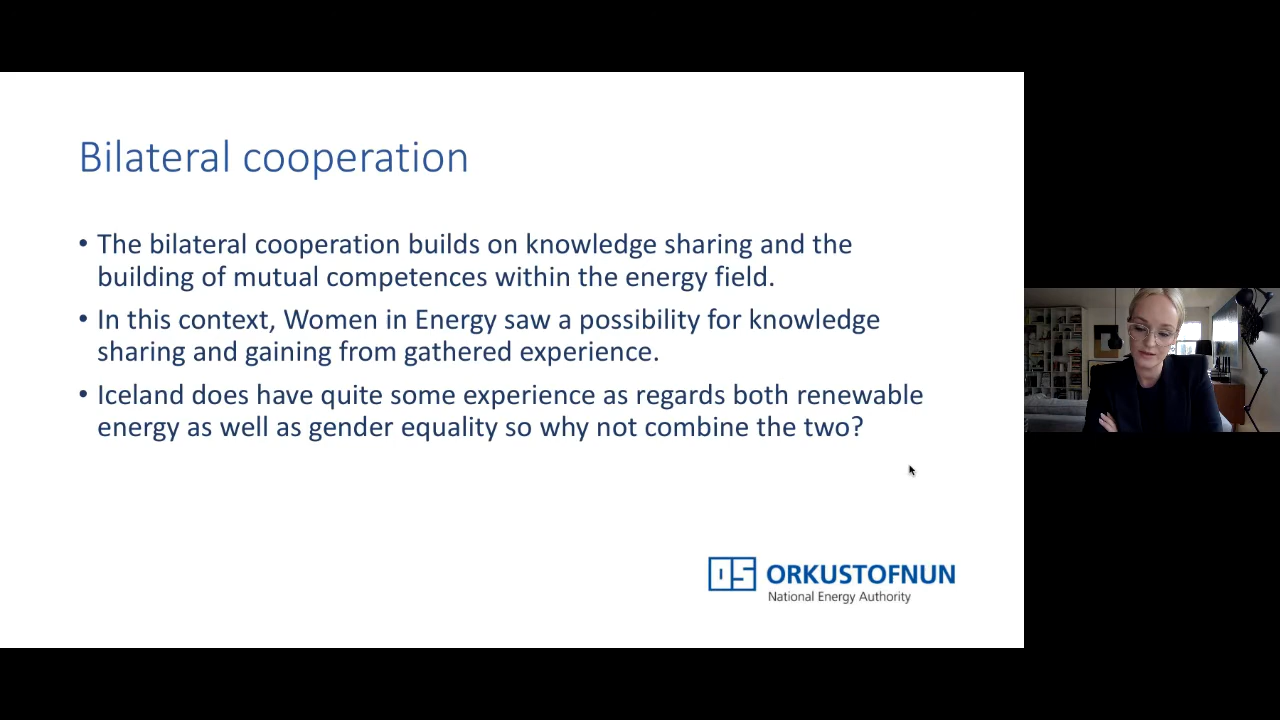 Bilateral cooperation
• The bilateral cooperation builds on knowledge sharing and the
building of mutual competences within the energy field.
• In this context, Women in Energy saw a possibility for knowledge
sharing and gaining from gathered experience.
• Iceland does have quite some experience as regards both renewable
energy as well as gender equality so why not combine the two?
OS ORKUSTOFNUN
National Energy Authority